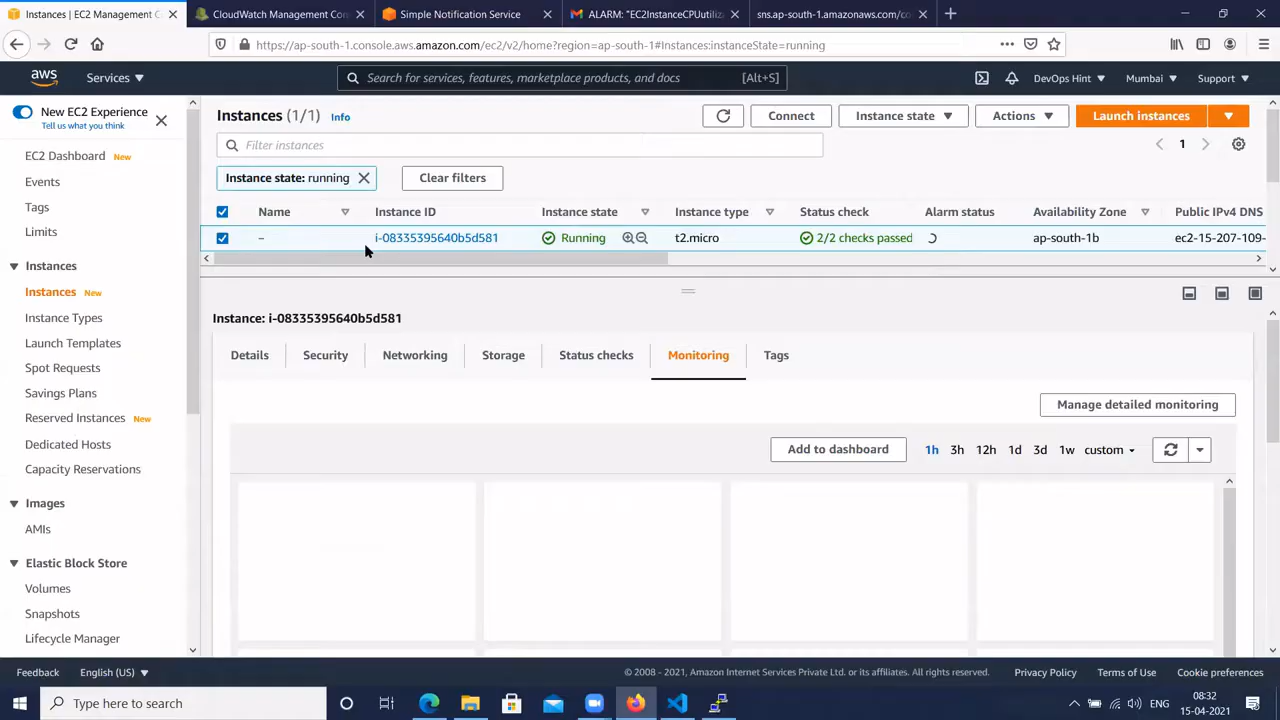 Instances | EC2 Management C
CloudWatch Management Con
Simple Notification Service
ALARM: "EC2InstanceCPUutiliz
sns.ap-south-1.amazonaws.com/co
https://ap-south-1.console.aws.amazon.com/ec2/v2/home?region=ap-south-1#Instances:instanceState=running
aws
Services
Search for services, features, marketplace products, and docs
[Alt+S]
DevOps Hint
Mumbai
Support
New EC2 Experience
Tell us what you think
EC2 Dashboard New
Events
Tags
Limits
Instances
Instances New
Instance Types
Launch Templates
Spot Requests
Savings Plans
Reserved Instances New
Dedicated Hosts
Capacity Reservations
Images
AMIs
Elastic Block Store
Volumes
Snapshots
Lifecycle Manager
Instances (1/1) Info
Connect
Instance state
Actions
Launch instances
Filter instances
1
Instance state: running
Clear filters
Name Instance ID Instance state Instance type Status check Alarm status Availability Zone Public IPv4 DNS
– i-08335395640b5d581 Running t2.micro 2/2 checks passed ap-south-1b ec2-15-207-109-
Instance: i-08335395640b5d581
Details Security Networking Storage Status checks Monitoring Tags
Manage detailed monitoring
Add to dashboard 1h 3h 12h 1d 3d 1w custom
Feedback English (US)
© 2008 - 2021, Amazon Internet Services Private Ltd. or its affiliates. All rights reserved.
Privacy Policy Terms of Use Cookie preferences
Type here to search
ENG
08:32
15-04-2021